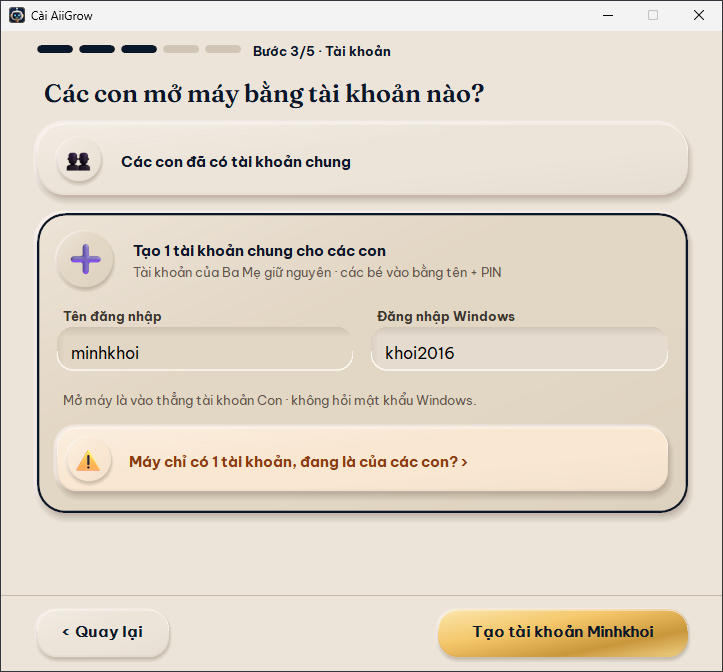 Cài AiiGrow
Bước 3/5 · Tài khoản
Các con mở máy bằng tài khoản nào?
Các con đã có tài khoản chung
Tạo 1 tài khoản chung cho các con
Tài khoản của Ba Mẹ giữ nguyên · các bé vào bằng tên + PIN
Tên đăng nhập
Đăng nhập Windows
minhkhoi
khoi2016
Mở máy là vào thẳng tài khoản Con · không hỏi mật khẩu Windows.
Máy chỉ có 1 tài khoản, đang là của các con? ›
‹ Quay lại
Tạo tài khoản Minhkhoi